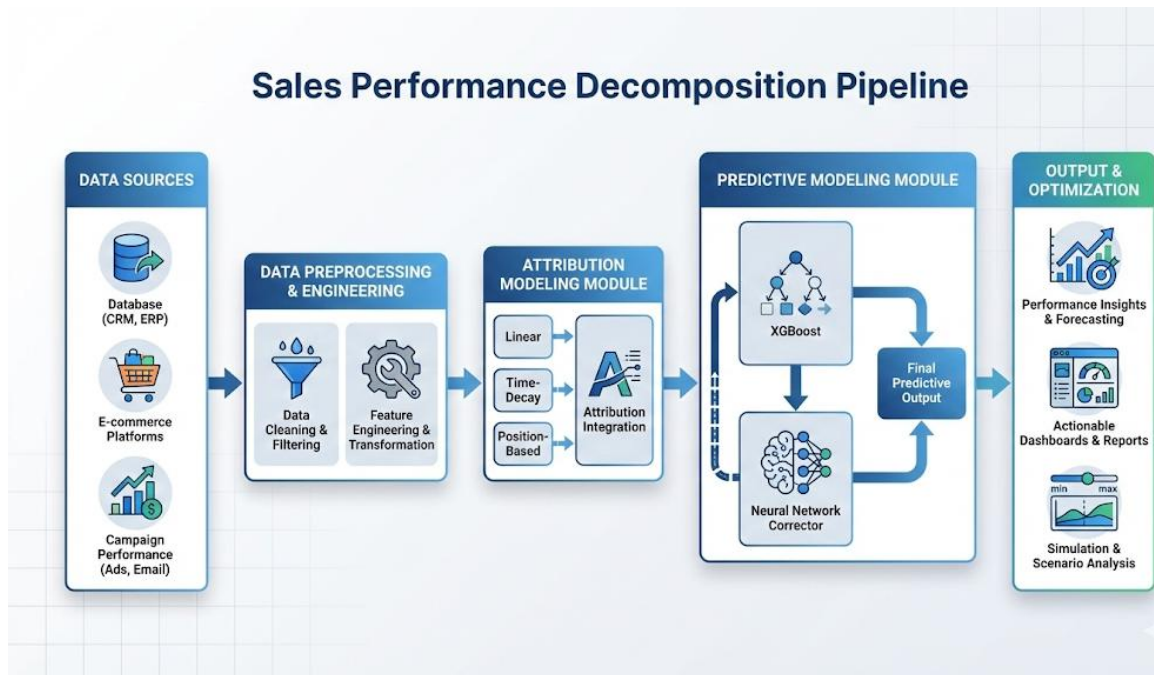 Sales Performance Decomposition Pipeline
DATA SOURCES
Database
(CRM, ERP)
E-commerce
Platforms
Campaign
Performance
(Ads, Email)
DATA PREPROCESSING
& ENGINEERING
Data
Cleaning &
Filtering
Feature
Engineering &
Transformation
ATTRIBUTION
MODELING MODULE
Linear
Time-
Decay
Position-
Based
Attribution
Integration
PREDICTIVE MODELING MODULE
XGBoost
Neural Network
Corrector
Final
Predictive
Output
OUTPUT &
OPTIMIZATION
Performance Insights
& Forecasting
Actionable
Dashboards & Reports
min max
Simulation &
Scenario Analysis